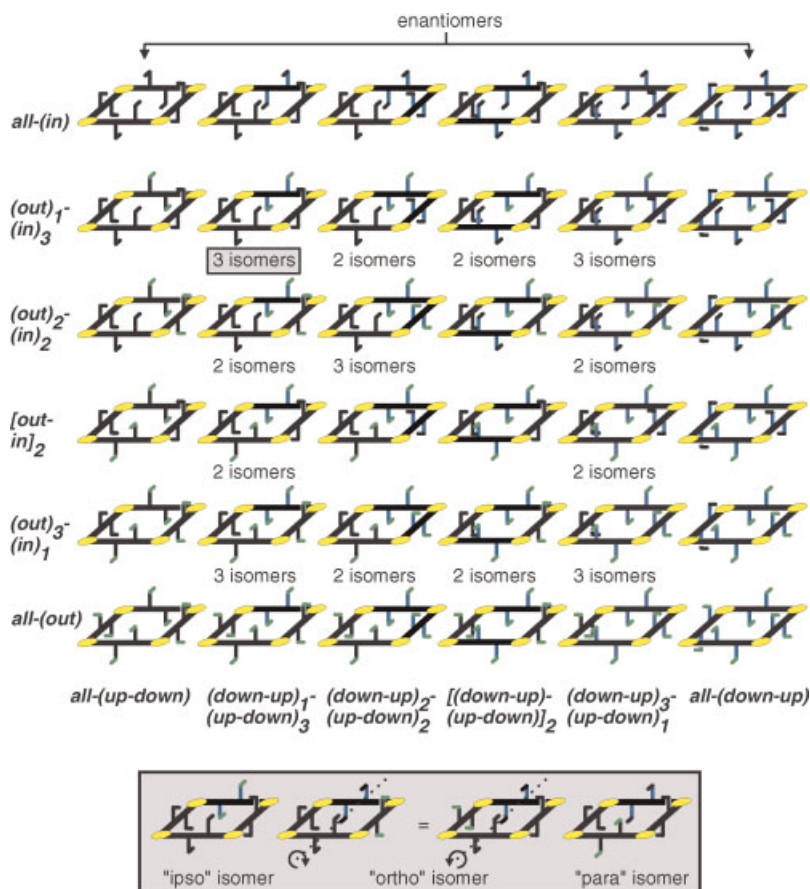 enantiomers
all-(in)
(out)1-
(in)3
3 isomers 2 isomers 2 isomers 3 isomers
(out)2-
(in)2
2 isomers 3 isomers 2 isomers
[out-
in]2
2 isomers 2 isomers
(out)3-
(in)1
3 isomers 2 isomers 2 isomers 3 isomers
all-(out)
all-(up-down) (down-up)1- (down-up)2- [(down-up)- (down-up)3- all-(down-up)
(up-down)3 (up-down)2 (up-down)]2 (up-down)1
=
"ipso" isomer "ortho" isomer "para" isomer